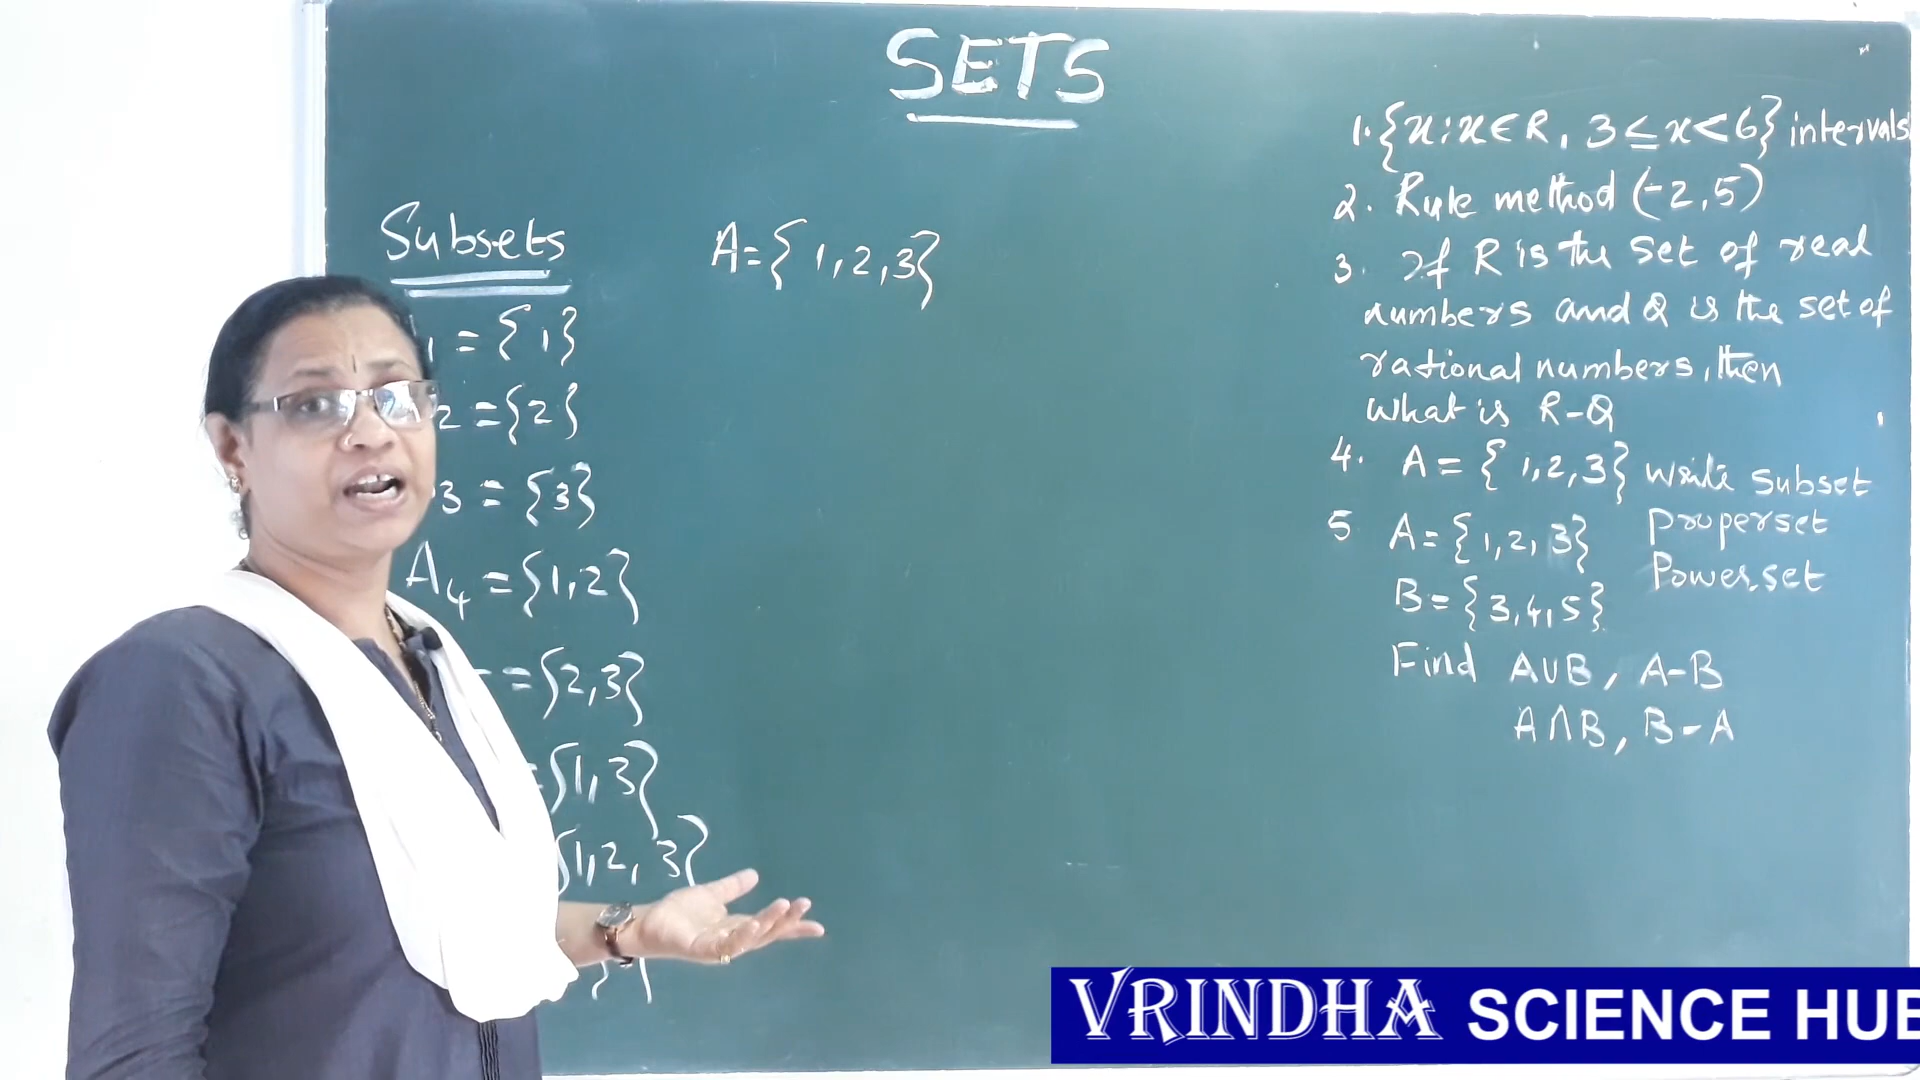 SETS
Subsets
A={1,2,3}
1 = {1}
2 = {2}
3 = {3}
A4 = {1,2}
= {2,3}
= {1,3}
{1,2,3}
{ }
1. {x:x∈R, 3≤x<6} intervals
2. Rule method (-2,5)
3. If R is the set of real
numbers and Q is the set of
rational numbers, then
what is R-Q
4. A = {1,2,3} write subset
properset
Powerset
5 A={1,2,3}
B={3,4,5}
Find A∪B, A-B
A∩B, B-A
VRINDHA SCIENCE HUB